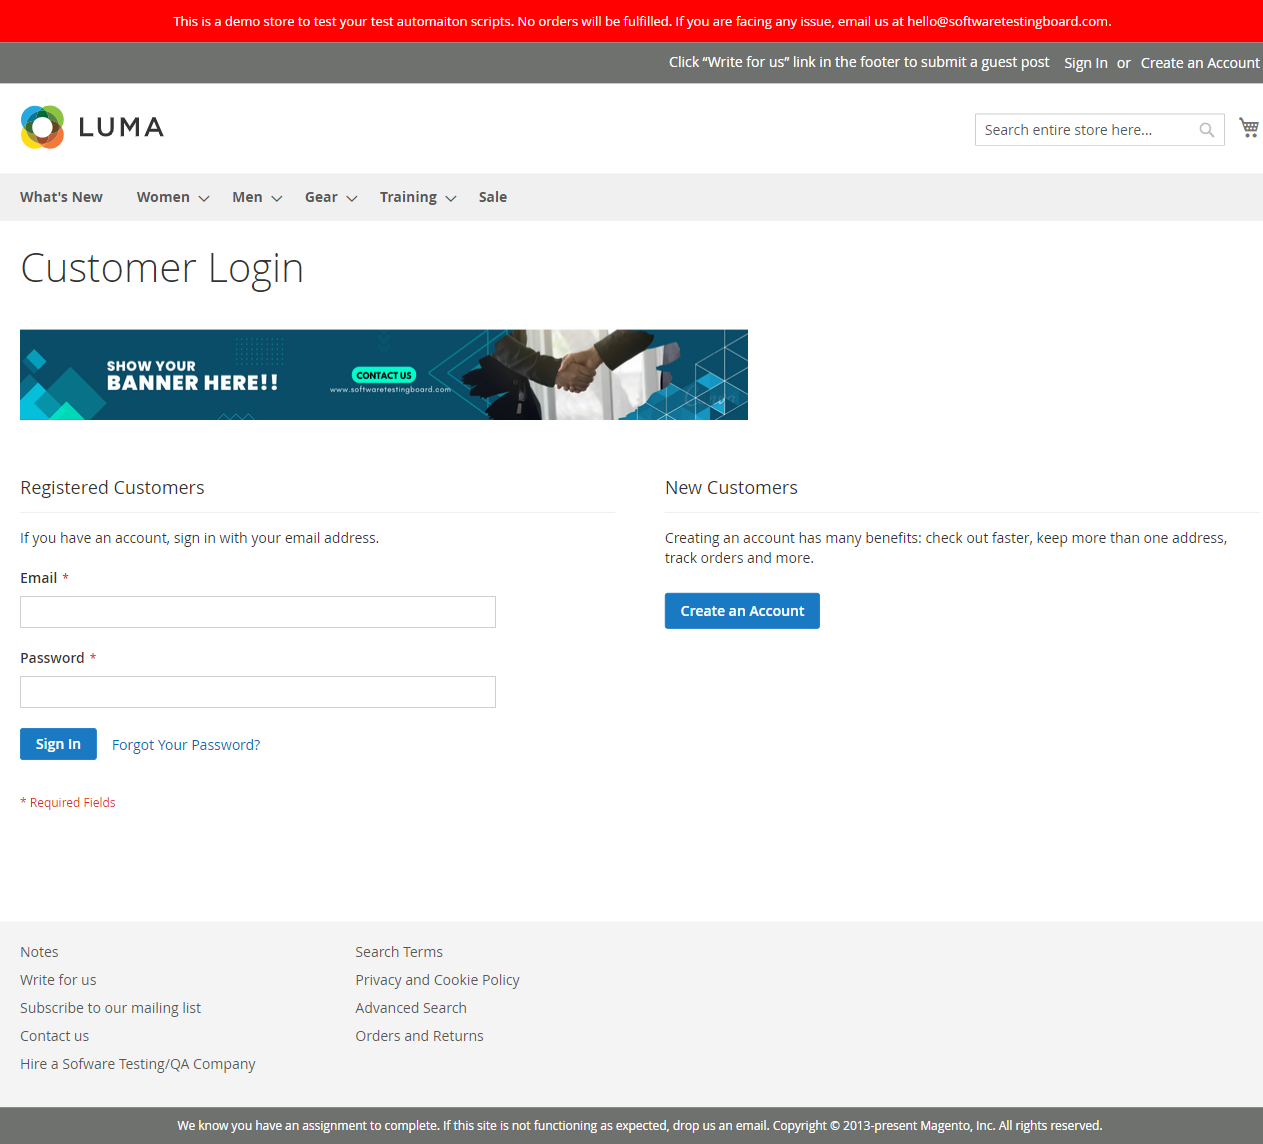 This is a demo store to test your test automaiton scripts. No orders will be fulfilled. If you are facing any issue, email us at hello@softwaretestingboard.com.
Click “Write for us” link in the footer to submit a guest post Sign In or Create an Account
LUMA
Search entire store here...
What's New Women Men Gear Training Sale
Customer Login
SHOW YOUR
BANNER HERE!!
CONTACT US
www.softwaretestingboard.com
Registered Customers
If you have an account, sign in with your email address.
Email *
Password *
Sign In Forgot Your Password?
* Required Fields
New Customers
Creating an account has many benefits: check out faster, keep more than one address,
track orders and more.
Create an Account
Notes
Write for us
Subscribe to our mailing list
Contact us
Hire a Sofware Testing/QA Company
Search Terms
Privacy and Cookie Policy
Advanced Search
Orders and Returns
We know you have an assignment to complete. If this site is not functioning as expected, drop us an email. Copyright © 2013-present Magento, Inc. All rights reserved.